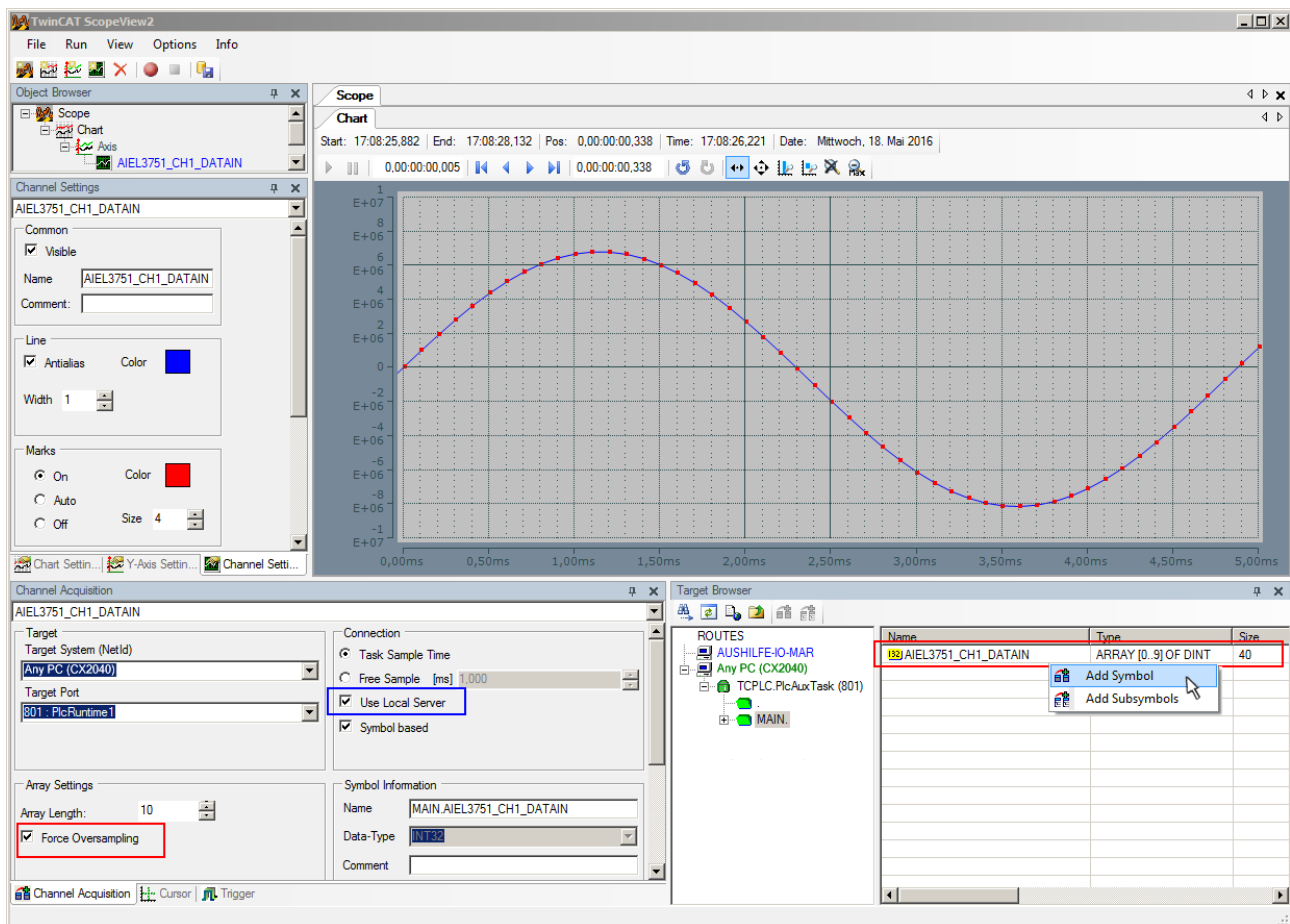 TwinCAT ScopeView2
File Run View Options Info
Object Browser
Scope
Chart
Axis
AIEL3751_CH1_DATAIN
Channel Settings
AIEL3751_CH1_DATAIN
Common
Visible
Name AIEL3751_CH1_DATAIN
Comment:
Line
Antialias Color
Width 1
Marks
On Color
Auto
Off Size 4
Chart Settin... Y-Axis Settin... Channel Setti...
Scope
Chart
Start: 17:08:25,882 End: 17:08:28,132 Pos: 0,00:00:00,338 Time: 17:08:26,221 Date: Mittwoch, 18. Mai 2016
0,00:00:00,005 0,00:00:00,338 Max
1
E+07
8
E+06
6
E+06
4
E+06
2
E+06
0
-2
E+06
-4
E+06
-6
E+06
-8
E+06
-1
E+07
0,00ms 0,50ms 1,00ms 1,50ms 2,00ms 2,50ms 3,00ms 3,50ms 4,00ms 4,50ms 5,00ms
Channel Acquisition
AIEL3751_CH1_DATAIN
Target
Target System (NetId)
Any PC (CX2040)
Target Port
801 : PlcRuntime1
Connection
Task Sample Time
Free Sample [ms] 1,000
Use Local Server
Symbol based
Array Settings
Array Length: 10
Force Oversampling
Symbol Information
Name MAIN.AIEL3751_CH1_DATAIN
Data-Type INT32
Comment
Channel Acquisition Cursor Trigger
Target Browser
ROUTES
AUSHILFE-IO-MAR
Any PC (CX2040)
TCPLC.PlcAuxTask (801)
.
MAIN.
Name Type Size
132 AIEL3751_CH1_DATAIN ARRAY [0..9] OF DINT 40
Add Symbol
Add Subsymbols